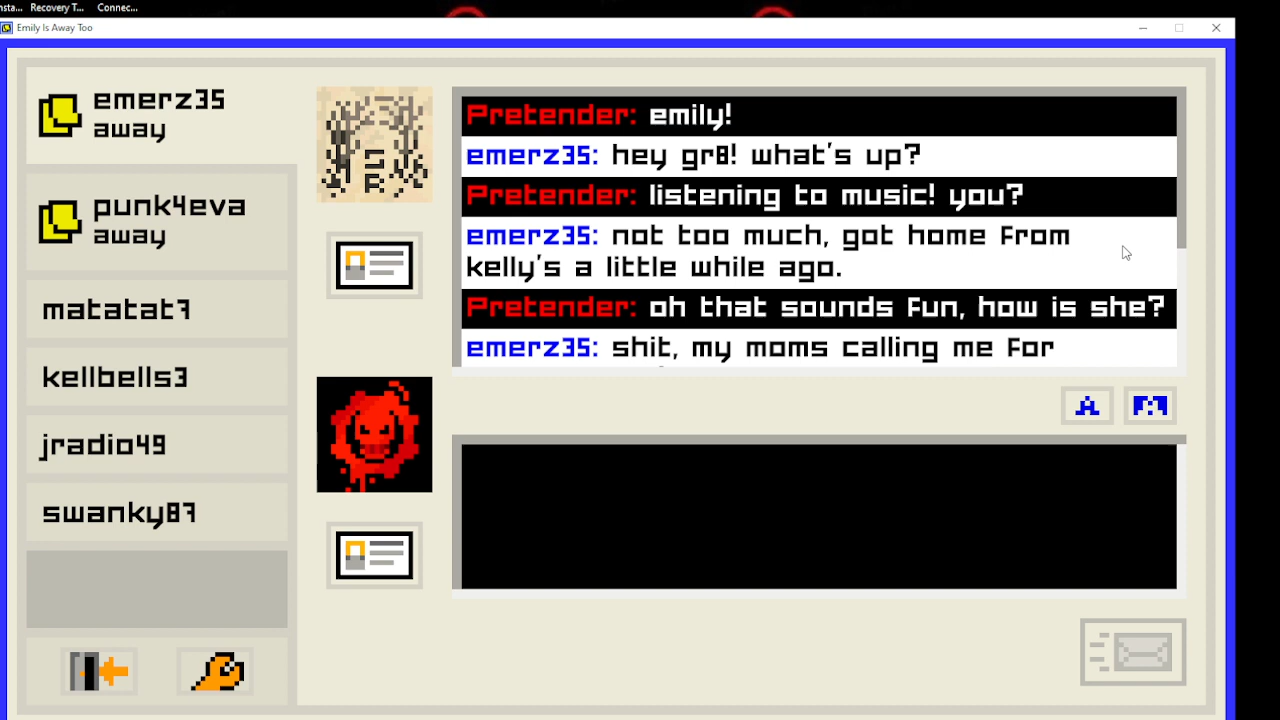 nsta... Recovery T... Connec...
Emily Is Away Too
emerz35
away
punk4eva
away
matatat7
kellbells3
jradio49
swanky87
Pretender: emily!
emerz35: hey gr8! what's up?
Pretender: listening to music! you?
emerz35: not too much, got home from
kelly's a little while ago.
Pretender: oh that sounds fun, how is she?
emerz35: shit, my moms calling me for
A